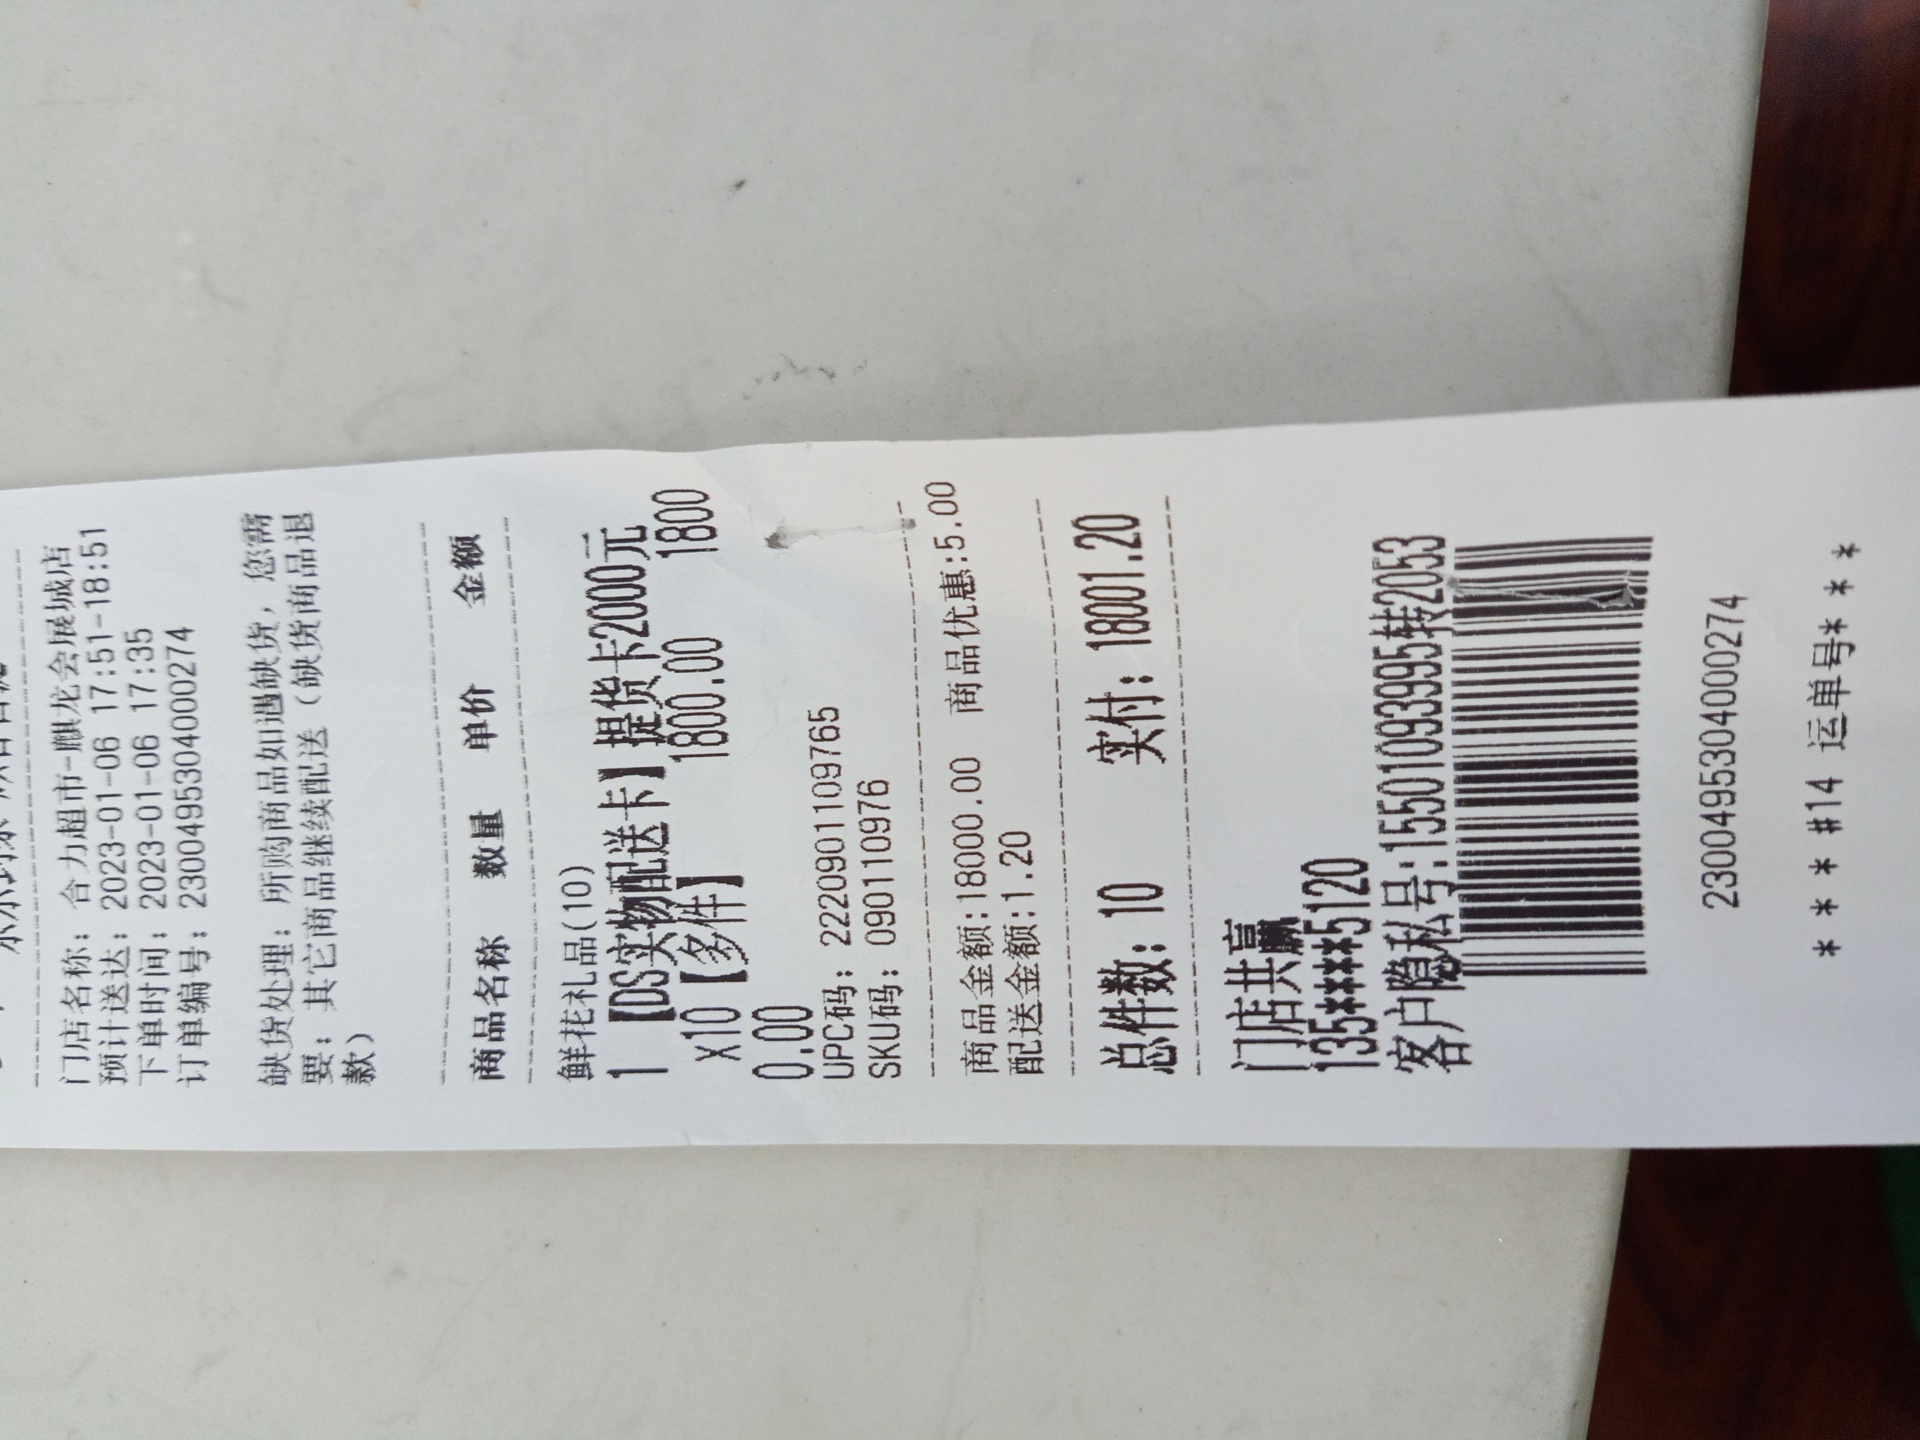 门店名称：合力超市-麒龙会展城店
预计送达：2023-01-06 17:51-18:51
下单时间：2023-01-06 17:35
订单编号：2300495304000274
缺货处理：所购商品如遇缺货，您需
要：其它商品继续配送（缺货商品退
款）
商品名称 数量 单价 金额
鲜花礼品(10)
1 【DS实物配送卡】提货卡2000元
x10【多件】 1800.00 1800
0.00
UPC码：2220901109765
SKU码：0901109976
商品金额:18000.00 商品优惠:5.00
配送金额:1.20
总件数：10 实付：18001.20
门店共赢
135****5120
客户隐私号:15501093995转2053
2300495304000274
* * * #14 运单号* * *